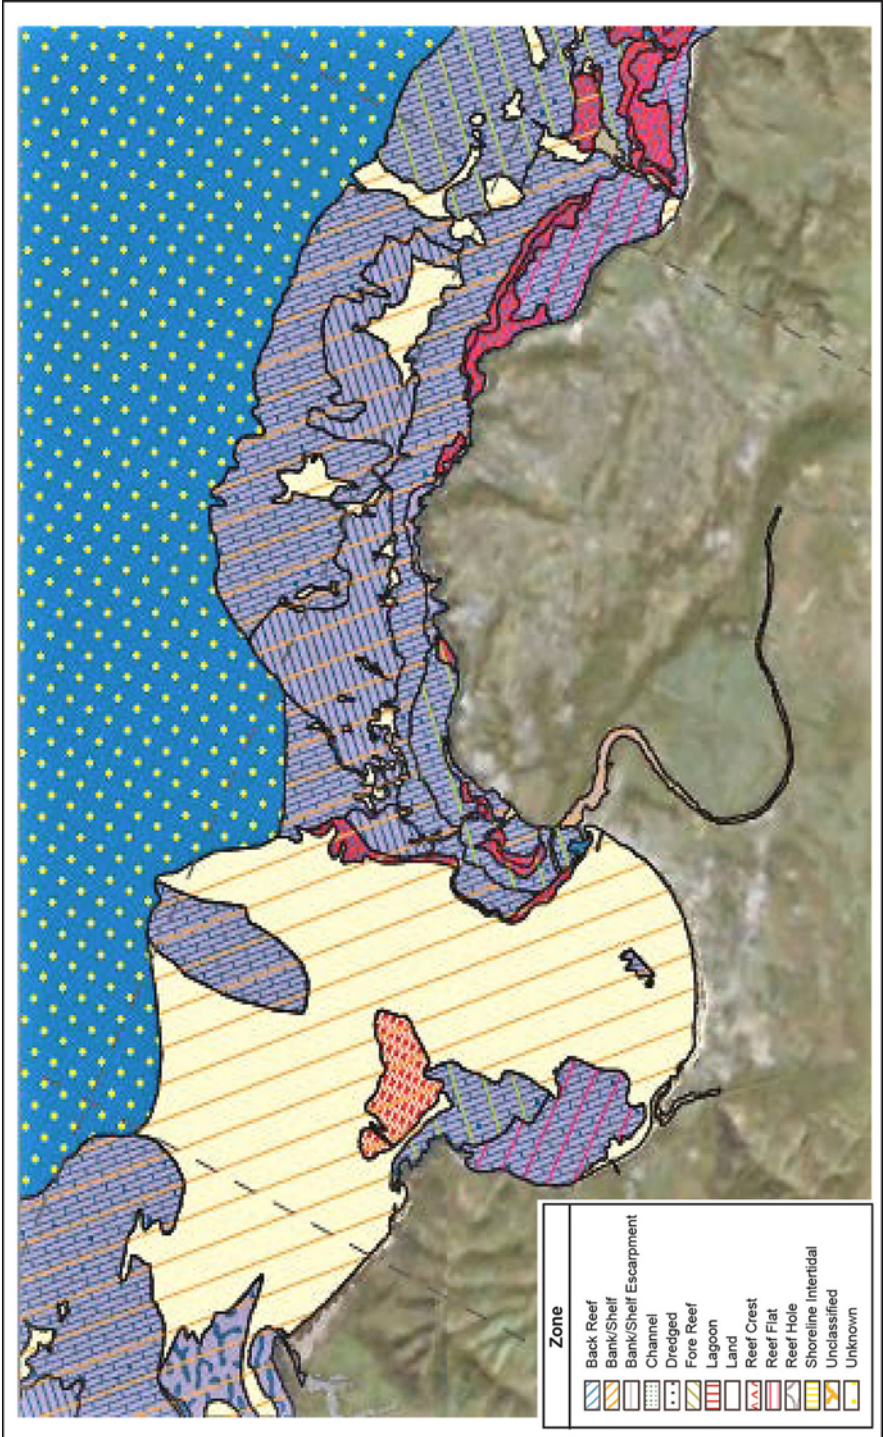 Zone
Back Reef
Bank/Shelf
Bank/Shelf Escarpment
Channel
Dredged
Fore Reef
Lagoon
Land
Reef Crest
Reef Flat
Reef Hole
Shoreline Intertidal
Unclassified
Unknown